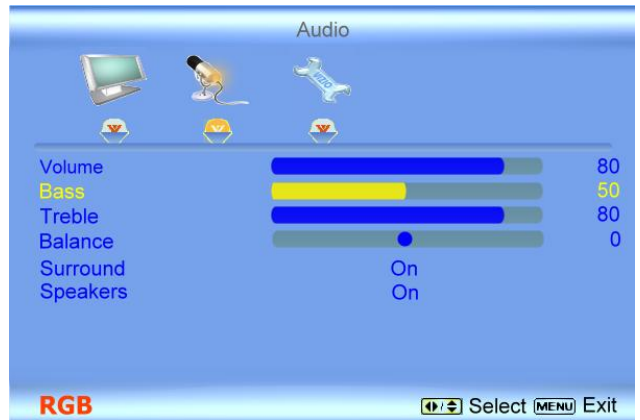 Audio
VIZIO
Volume 80
Bass 50
Treble 80
Balance 0
Surround On
Speakers On
RGB Select MENU Exit